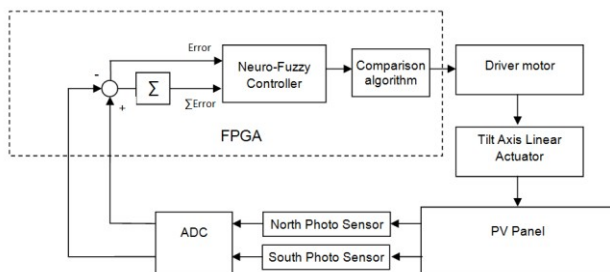 Error
-
+
Σ
ΣError
Neuro-Fuzzy
Controller
Comparison
algorithm
Driver motor
FPGA
Tilt Axis Linear
Actuator
ADC
North Photo Sensor
South Photo Sensor
PV Panel